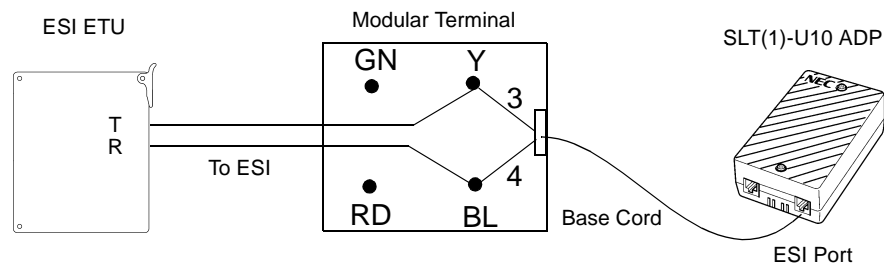 ESI ETU
Modular Terminal
SLT(1)-U10 ADP
GN
Y
3
NEC
T
R
To ESI
4
RD
BL
Base Cord
ESI Port